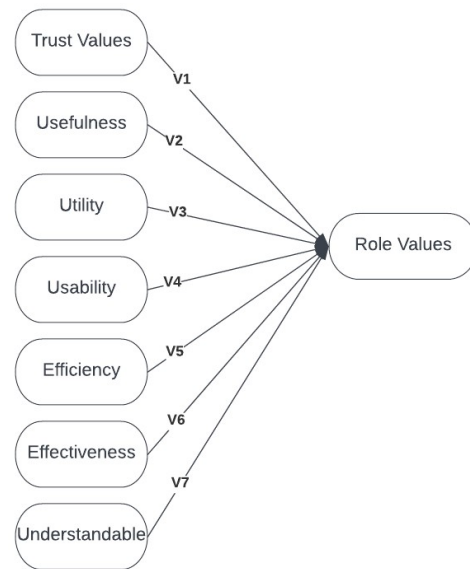 Trust Values
V1
Usefulness
V2
Utility
V3
Role Values
Usability
V4
Efficiency
V5
Effectiveness
V6
Understandable
V7